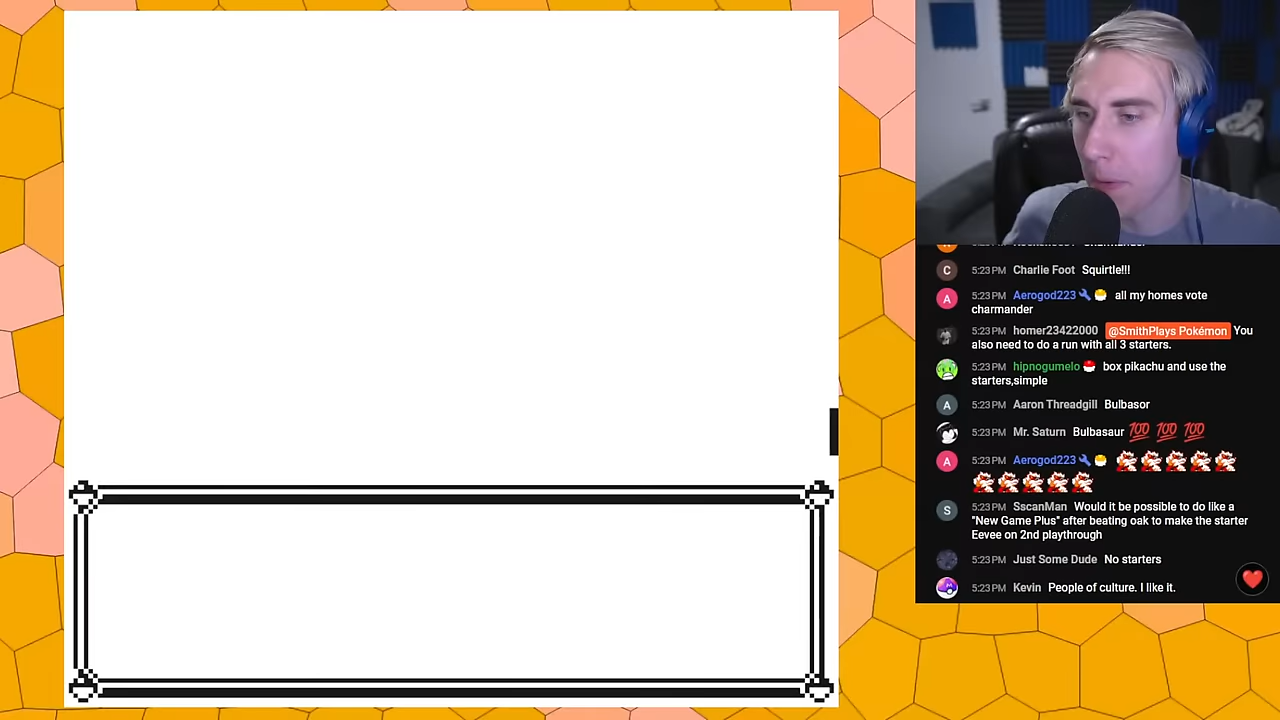 C 5:23 PM Charlie Foot Squirtle!!!
A 5:23 PM Aerogod223 all my homes vote
charmander
5:23 PM homer23422000 @SmithPlays Pokémon You
also need to do a run with all 3 starters.
5:23 PM hipnogumelo box pikachu and use the
starters,simple
A 5:23 PM Aaron Threadgill Bulbasor
5:23 PM Mr. Saturn Bulbasaur 100 100 100
A 5:23 PM Aerogod223
S 5:23 PM SscanMan Would it be possible to do like a
"New Game Plus" after beating oak to make the starter
Eevee on 2nd playthrough
5:23 PM Just Some Dude No starters
5:23 PM Kevin People of culture. I like it.